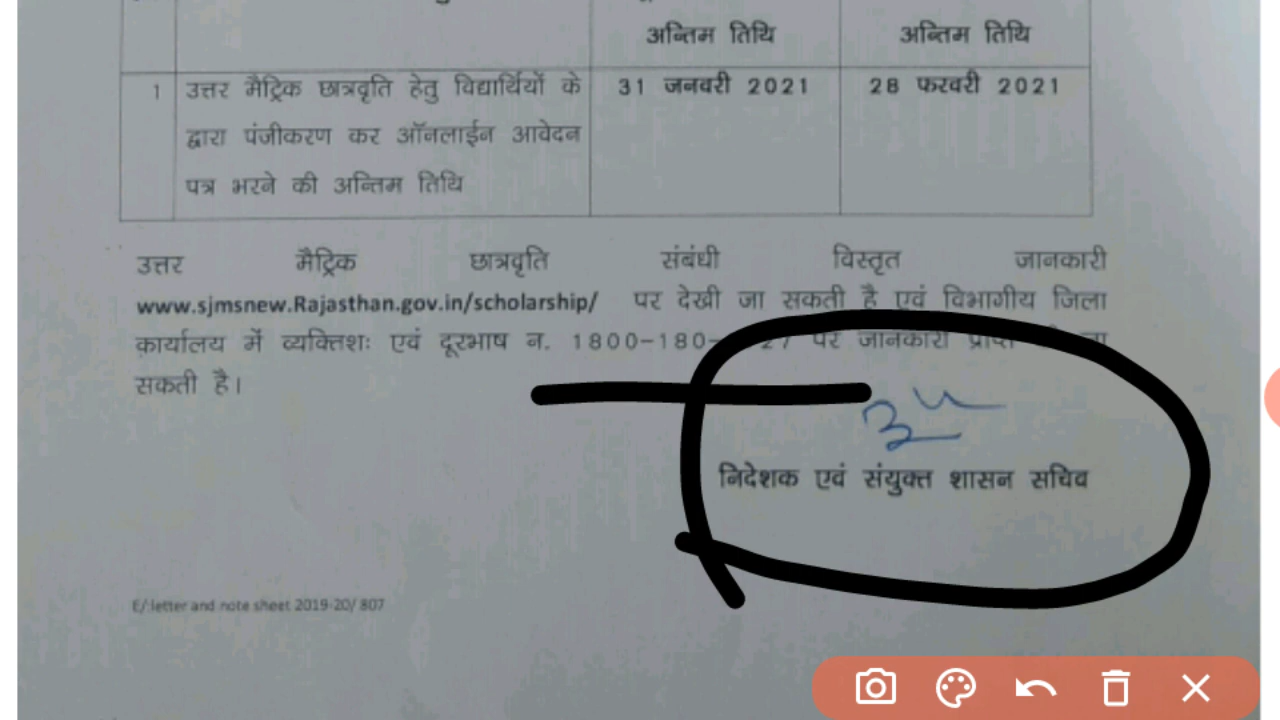 अन्तिम तिथि अन्तिम तिथि
1 उत्तर मैट्रिक छात्रवृति हेतु विद्यार्थियों के 31 जनवरी 2021 28 फरवरी 2021
द्वारा पंजीकरण कर ऑनलाईन आवेदन
पत्र भरने की अन्तिम तिथि
उत्तर मैट्रिक छात्रवृति संबंधी विस्तृत जानकारी
www.sjmsnew.Rajasthan.gov.in/scholarship/ पर देखी जा सकती है एवं विभागीय जिला
कार्यालय में व्यक्तिशः एवं दूरभाष न. 1800-180- पर जानकारी प्राप्त
सकती है।
निदेशक एवं संयुक्त शासन सचिव
E/:letter and note sheet 2019-20/ 807